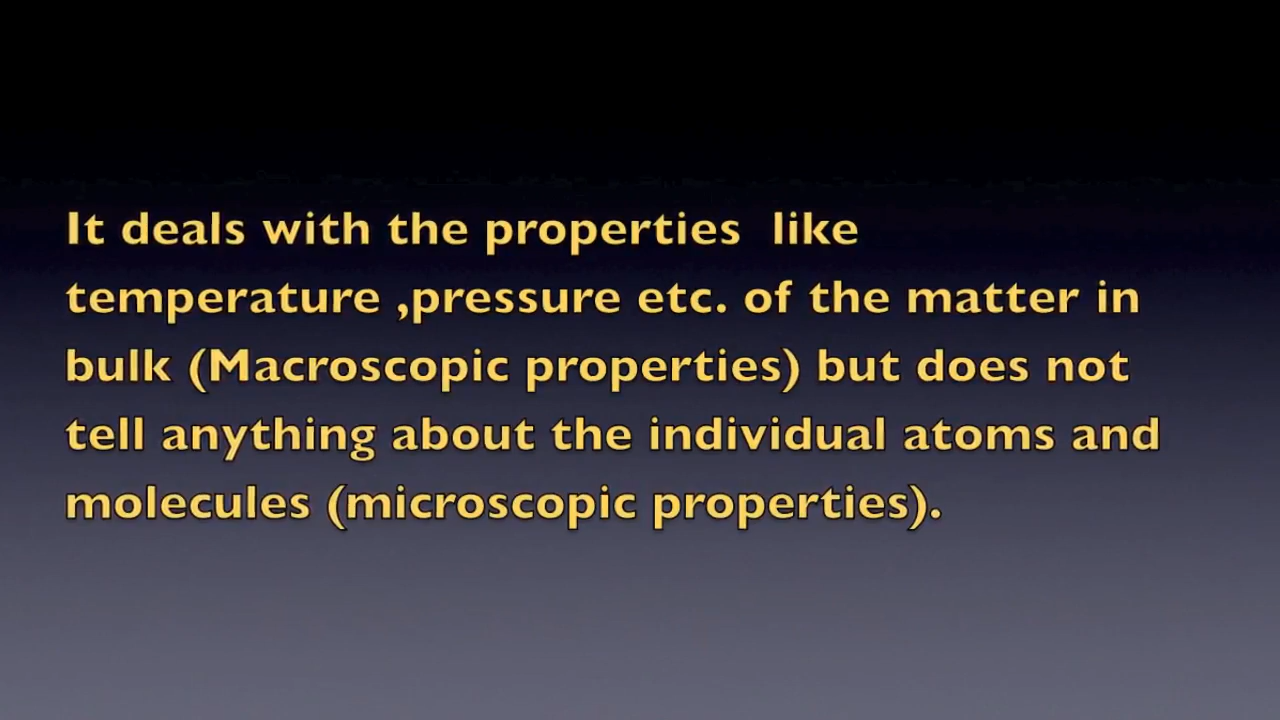 It deals with the properties  like
temperature ,pressure etc. of the matter in
bulk (Macroscopic properties) but does not
tell anything about the individual atoms and
molecules (microscopic properties).